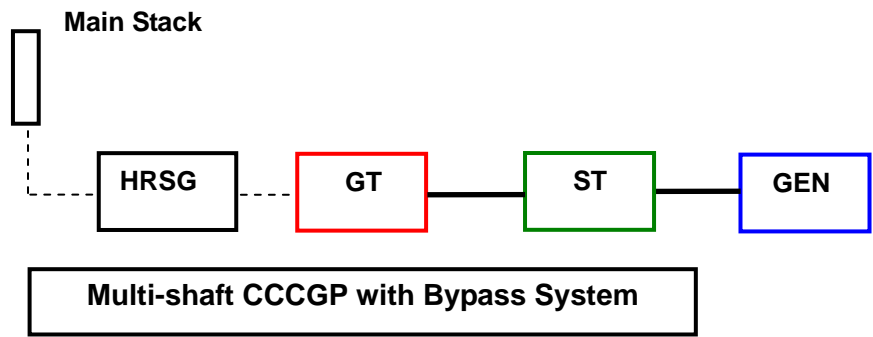 Main Stack
HRSG
GT
ST
GEN
Multi-shaft CCCGP with Bypass System